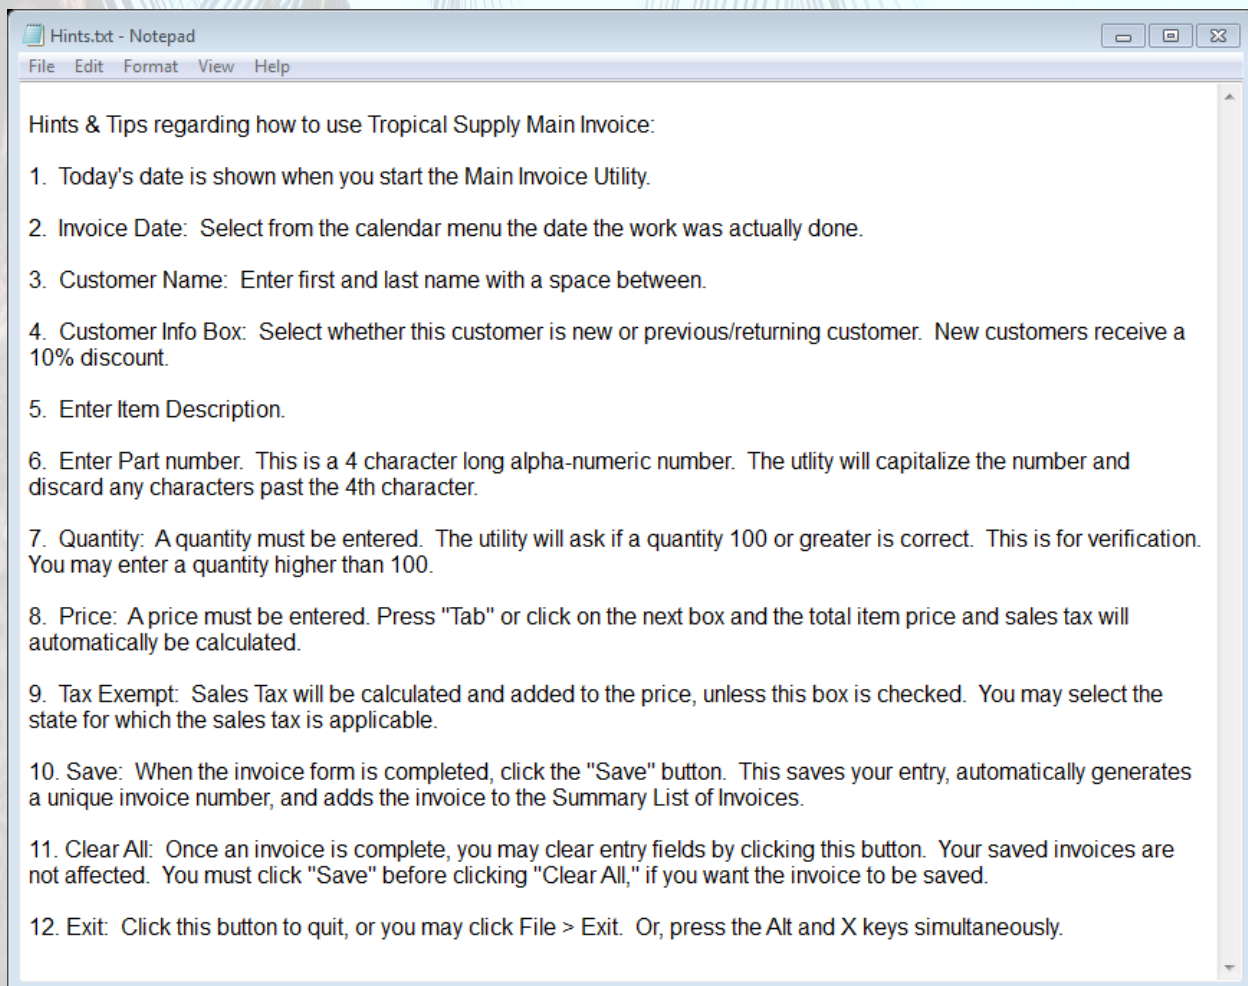 Hints.txt - Notepad
File Edit Format View Help
Hints & Tips regarding how to use Tropical Supply Main Invoice:
1.  Today's date is shown when you start the Main Invoice Utility.
2.  Invoice Date:  Select from the calendar menu the date the work was actually done.
3.  Customer Name:  Enter first and last name with a space between.
4.  Customer Info Box:  Select whether this customer is new or previous/returning customer.  New customers receive a
10% discount.
5.  Enter Item Description.
6.  Enter Part number.  This is a 4 character long alpha-numeric number.  The utlity will capitalize the number and
discard any characters past the 4th character.
7.  Quantity:  A quantity must be entered.  The utility will ask if a quantity 100 or greater is correct.  This is for verification.
You may enter a quantity higher than 100.
8.  Price:  A price must be entered. Press "Tab" or click on the next box and the total item price and sales tax will
automatically be calculated.
9.  Tax Exempt:  Sales Tax will be calculated and added to the price, unless this box is checked.  You may select the
state for which the sales tax is applicable.
10. Save:  When the invoice form is completed, click the "Save" button.  This saves your entry, automatically generates
a unique invoice number, and adds the invoice to the Summary List of Invoices.
11. Clear All:  Once an invoice is complete, you may clear entry fields by clicking this button.  Your saved invoices are
not affected.  You must click "Save" before clicking "Clear All," if you want the invoice to be saved.
12. Exit:  Click this button to quit, or you may click File > Exit.  Or, press the Alt and X keys simultaneously.